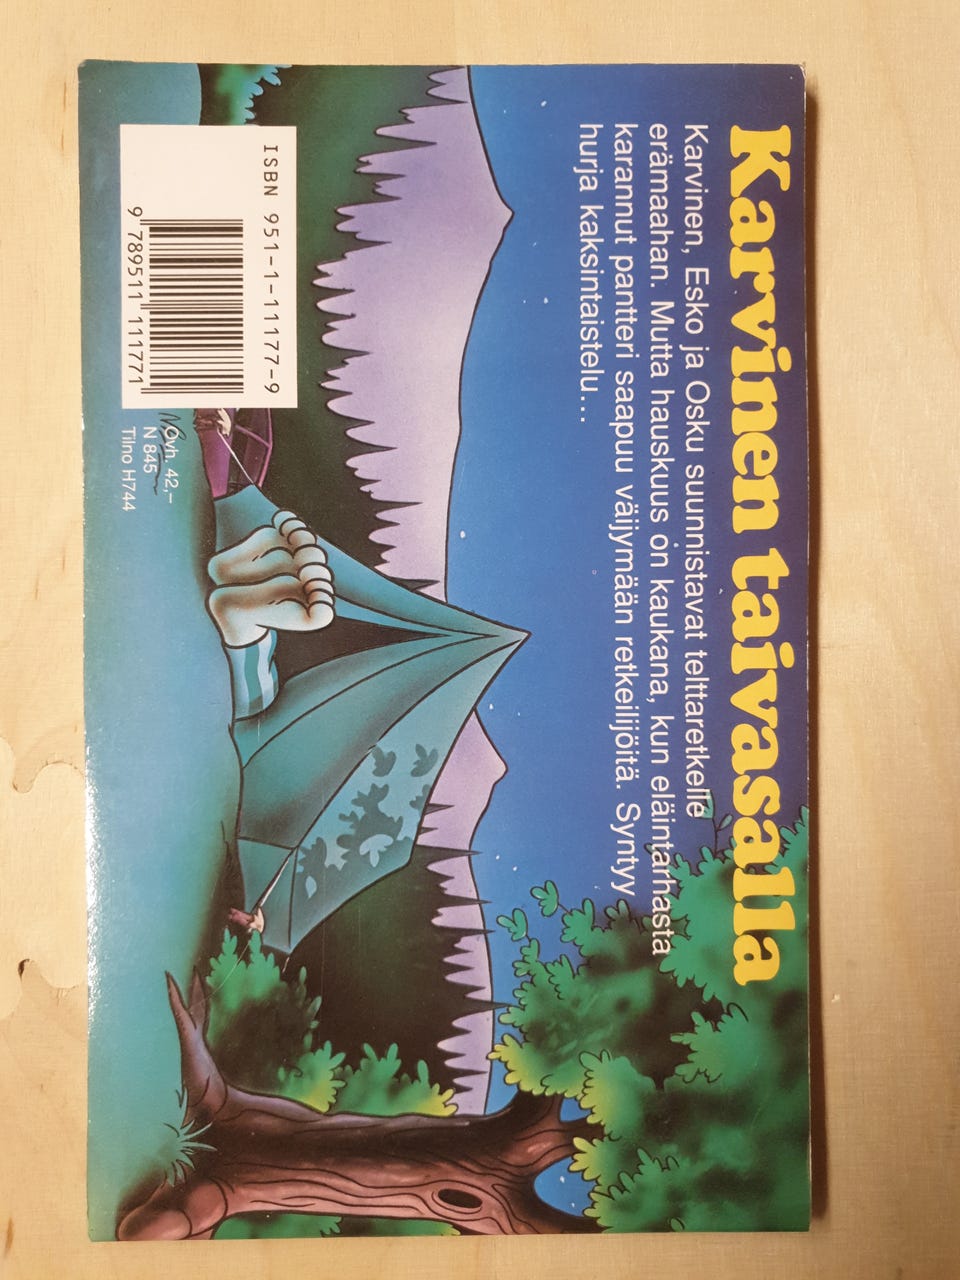 Karvinen taivasalla
Karvinen, Esko ja Osku suunnistavat telttaretkelle
erämaahan. Mutta hauskuus on kaukana, kun eläintarhasta
karannut pantteri saapuu väijymään retkeilijöitä. Syntyy
hurja kaksintaistelu...
ISBN 951-1-11177-9
9 789511 111771
Ovh. 42,–
N 845
Tilno H744